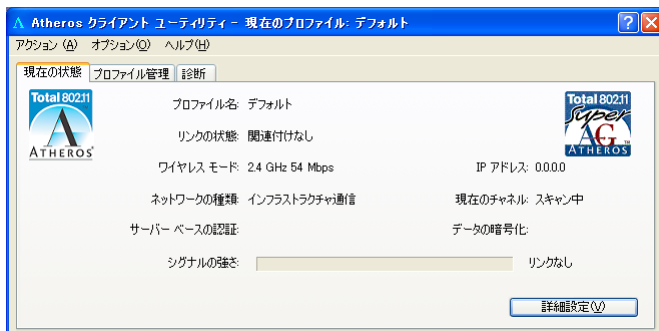 Atheros クライアント ユーティリティ - 現在のプロファイル: デフォルト
アクション (A) オプション(O) ヘルプ(H)
現在の状態 プロファイル管理 診断
Total 802.11
ATHEROS
Total 802.11
Super
AG
ATHEROS
プロファイル名: デフォルト
リンクの状態: 関連付けなし
ワイヤレス モード: 2.4 GHz 54 Mbps IP アドレス: 0.0.0.0
ネットワークの種類: インフラストラクチャ通信 現在のチャネル: スキャン中
サーバー ベースの認証: データの暗号化:
シグナルの強さ: リンクなし
詳細設定(V)